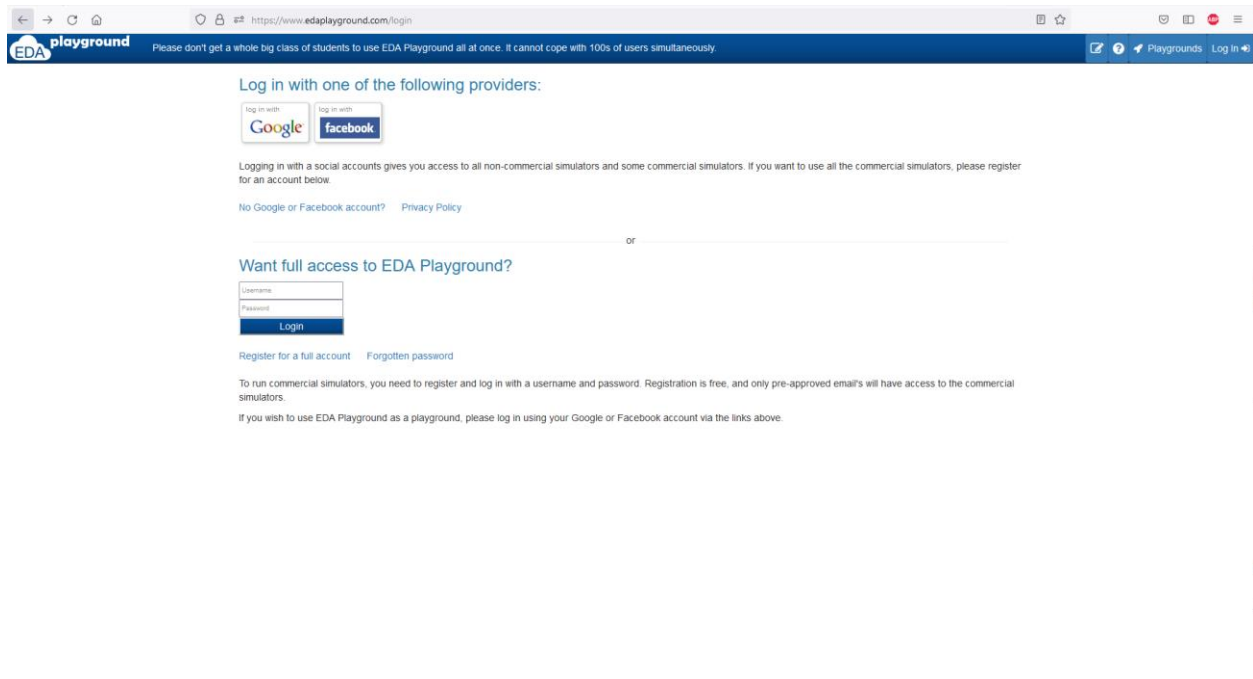 https://www.edaplayground.com/login
EDA playground
Please don't get a whole big class of students to use EDA Playground all at once. It cannot cope with 100s of users simultaneously.
Playgrounds
Log In
Log in with one of the following providers:
log in with
Google
log in with
facebook
Logging in with a social accounts gives you access to all non-commercial simulators and some commercial simulators. If you want to use all the commercial simulators, please register
for an account below.
No Google or Facebook account? Privacy Policy
or
Want full access to EDA Playground?
Username
Password
Login
Register for a full account Forgotten password
To run commercial simulators, you need to register and log in with a username and password. Registration is free, and only pre-approved email's will have access to the commercial
simulators.
If you wish to use EDA Playground as a playground, please log in using your Google or Facebook account via the links above.